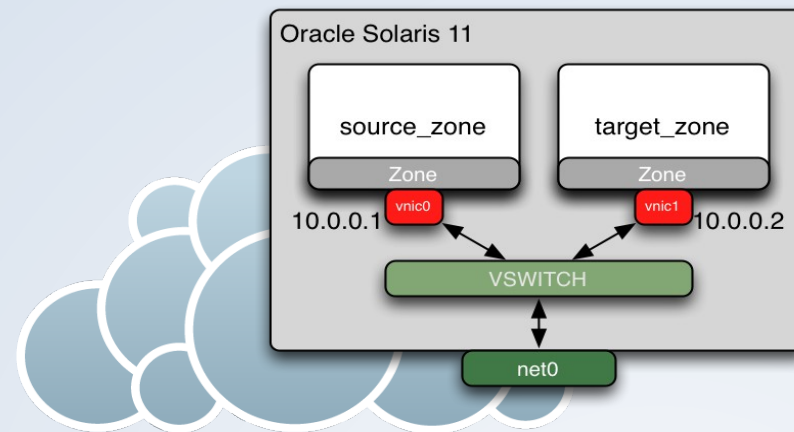 Oracle Solaris 11
source_zone
target_zone
Zone
Zone
10.0.0.1
vnic0
vnic1
10.0.0.2
VSWITCH
net0